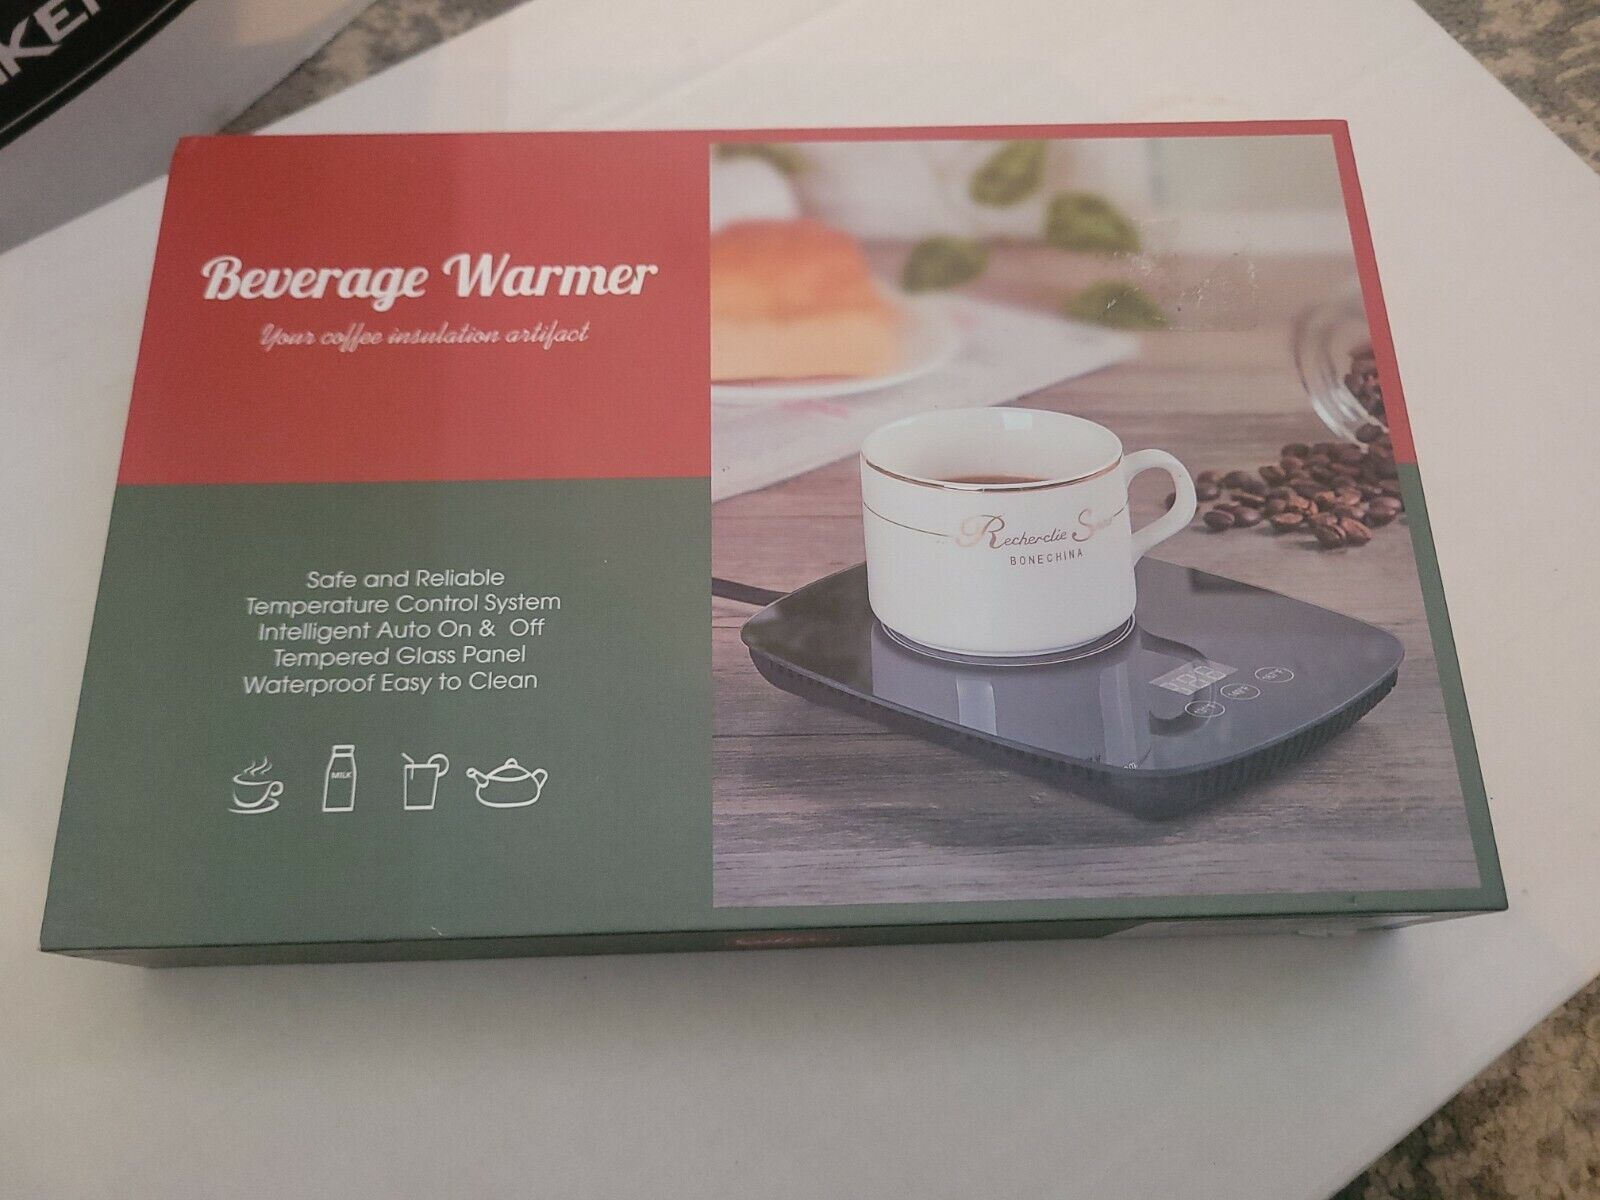 Beverage Warmer
Your coffee insulation artifact
Safe and Reliable
Temperature Control System
Intelligent Auto On & Off
Tempered Glass Panel
Waterproof Easy to Clean
MILK
Recherclie
BONECHINA